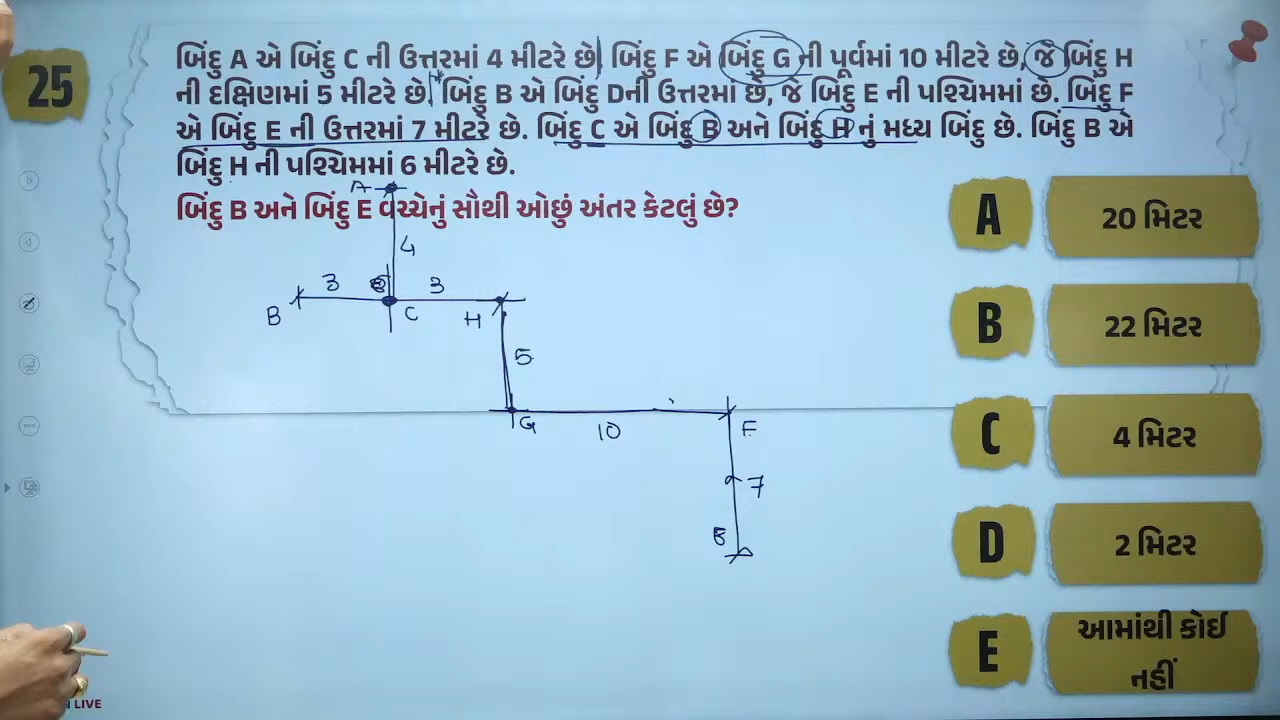 25
બિંદુ A એ બિંદુ C ની ઉત્તરમાં 4 મીટરે છે| બિંદુ F એ બિંદુ G ની પૂર્વમાં 10 મીટરે છે, જે બિંદુ H
ની દક્ષિણમાં 5 મીટરે છે. બિંદુ B એ બિંદુ Dની ઉત્તરમાં છે, જે બિંદુ E ની પશ્ચિમમાં છે. બિંદુ F
એ બિંદુ E ની ઉત્તરમાં 7 મીટરે છે. બિંદુ C એ બિંદુ B અને બિંદુ H નું મધ્ય બિંદુ છે. બિંદુ B એ
બિંદુ H ની પશ્ચિમમાં 6 મીટરે છે.
બિંદુ B અને બિંદુ E વચ્ચેનું સૌથી ઓછું અંતર કેટલું છે?
A 20 મિટર
B 22 મિટર
C 4 મિટર
D 2 મિટર
E આમાંથી કોઈ
નહીં
A
4
3 3
B C H
5
G F
10
7
E
LIVE